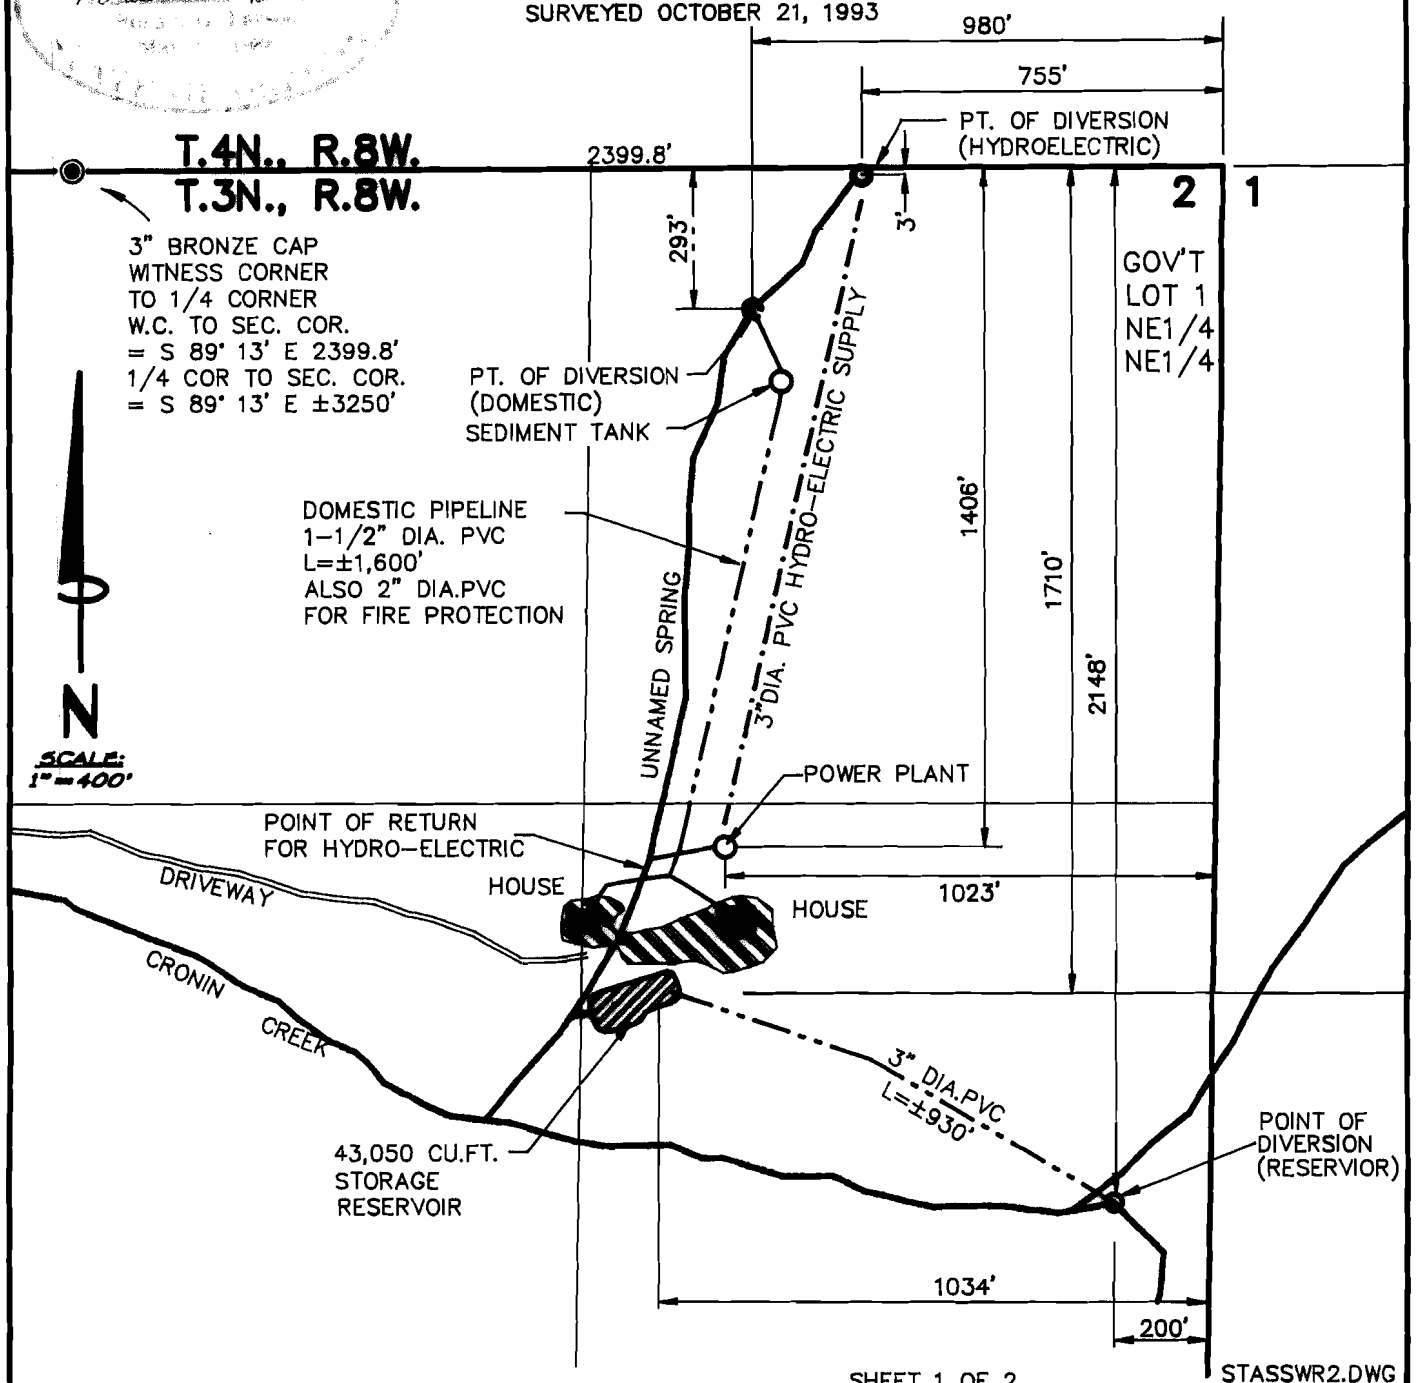 SURVEYED OCTOBER 21, 1993
980'
755'
PT. OF DIVERSION
(HYDROELECTRIC)
T.4N., R.8W.
2399.8'
T.3N., R.8W.
2
1
3'
293'
3" BRONZE CAP
WITNESS CORNER
TO 1/4 CORNER
W.C. TO SEC. COR.
= S 89° 13' E 2399.8'
1/4 COR TO SEC. COR.
= S 89° 13' E ±3250'
GOV'T
LOT 1
NE1/4
NE1/4
PT. OF DIVERSION
(DOMESTIC)
SEDIMENT TANK
3" DIA. PVC HYDRO-ELECTRIC SUPPLY
1406'
1710'
2148'
DOMESTIC PIPELINE
1-1/2" DIA. PVC
L=±1,600'
ALSO 2" DIA.PVC
FOR FIRE PROTECTION
UNNAMED SPRING
N
SCALE:
1"=400'
POWER PLANT
POINT OF RETURN
FOR HYDRO-ELECTRIC
DRIVEWAY
HOUSE
HOUSE
1023'
CRONIN
CREEK
3" DIA.PVC
L=±930'
43,050 CU.FT.
STORAGE
RESERVOIR
POINT OF
DIVERSION
(RESERVIOR)
1034'
200'
SHEET 1 OF 2
STASSWR2.DWG